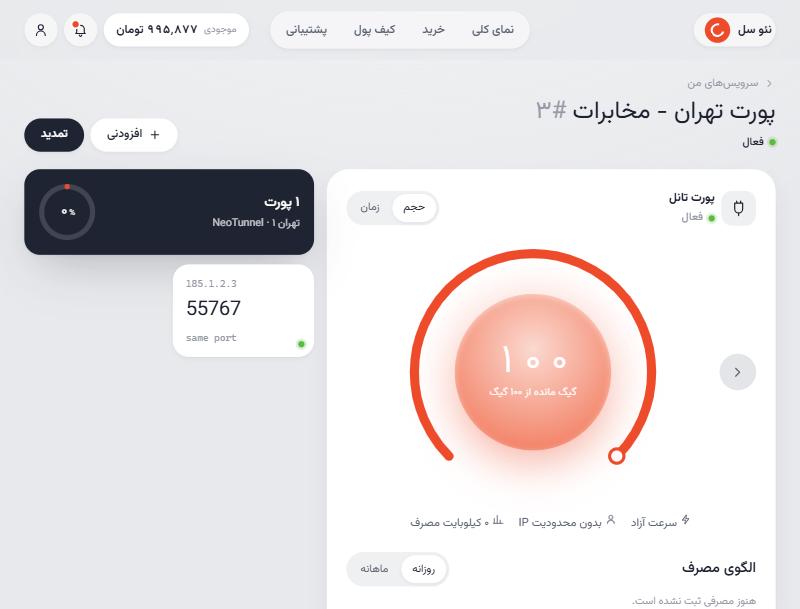 نئو سل
نمای کلی
خرید
کیف پول
پشتیبانی
موجودی ۹۹۵,۸۷۷ تومان
سرویس‌های من
پورت تهران - مخابرات #۳
فعال
افزودنی
تمدید
پورت تانل
فعال
حجم
زمان
۱۰۰
گیگ مانده از ۱۰۰ گیگ
سرعت آزاد
بدون محدودیت IP
۰ کیلوبایت مصرف
الگوی مصرف
روزانه
ماهانه
هنوز مصرفی ثبت نشده است.
۱ پورت
تهران ۱ · NeoTunnel
۰%
185.1.2.3
55767
same port